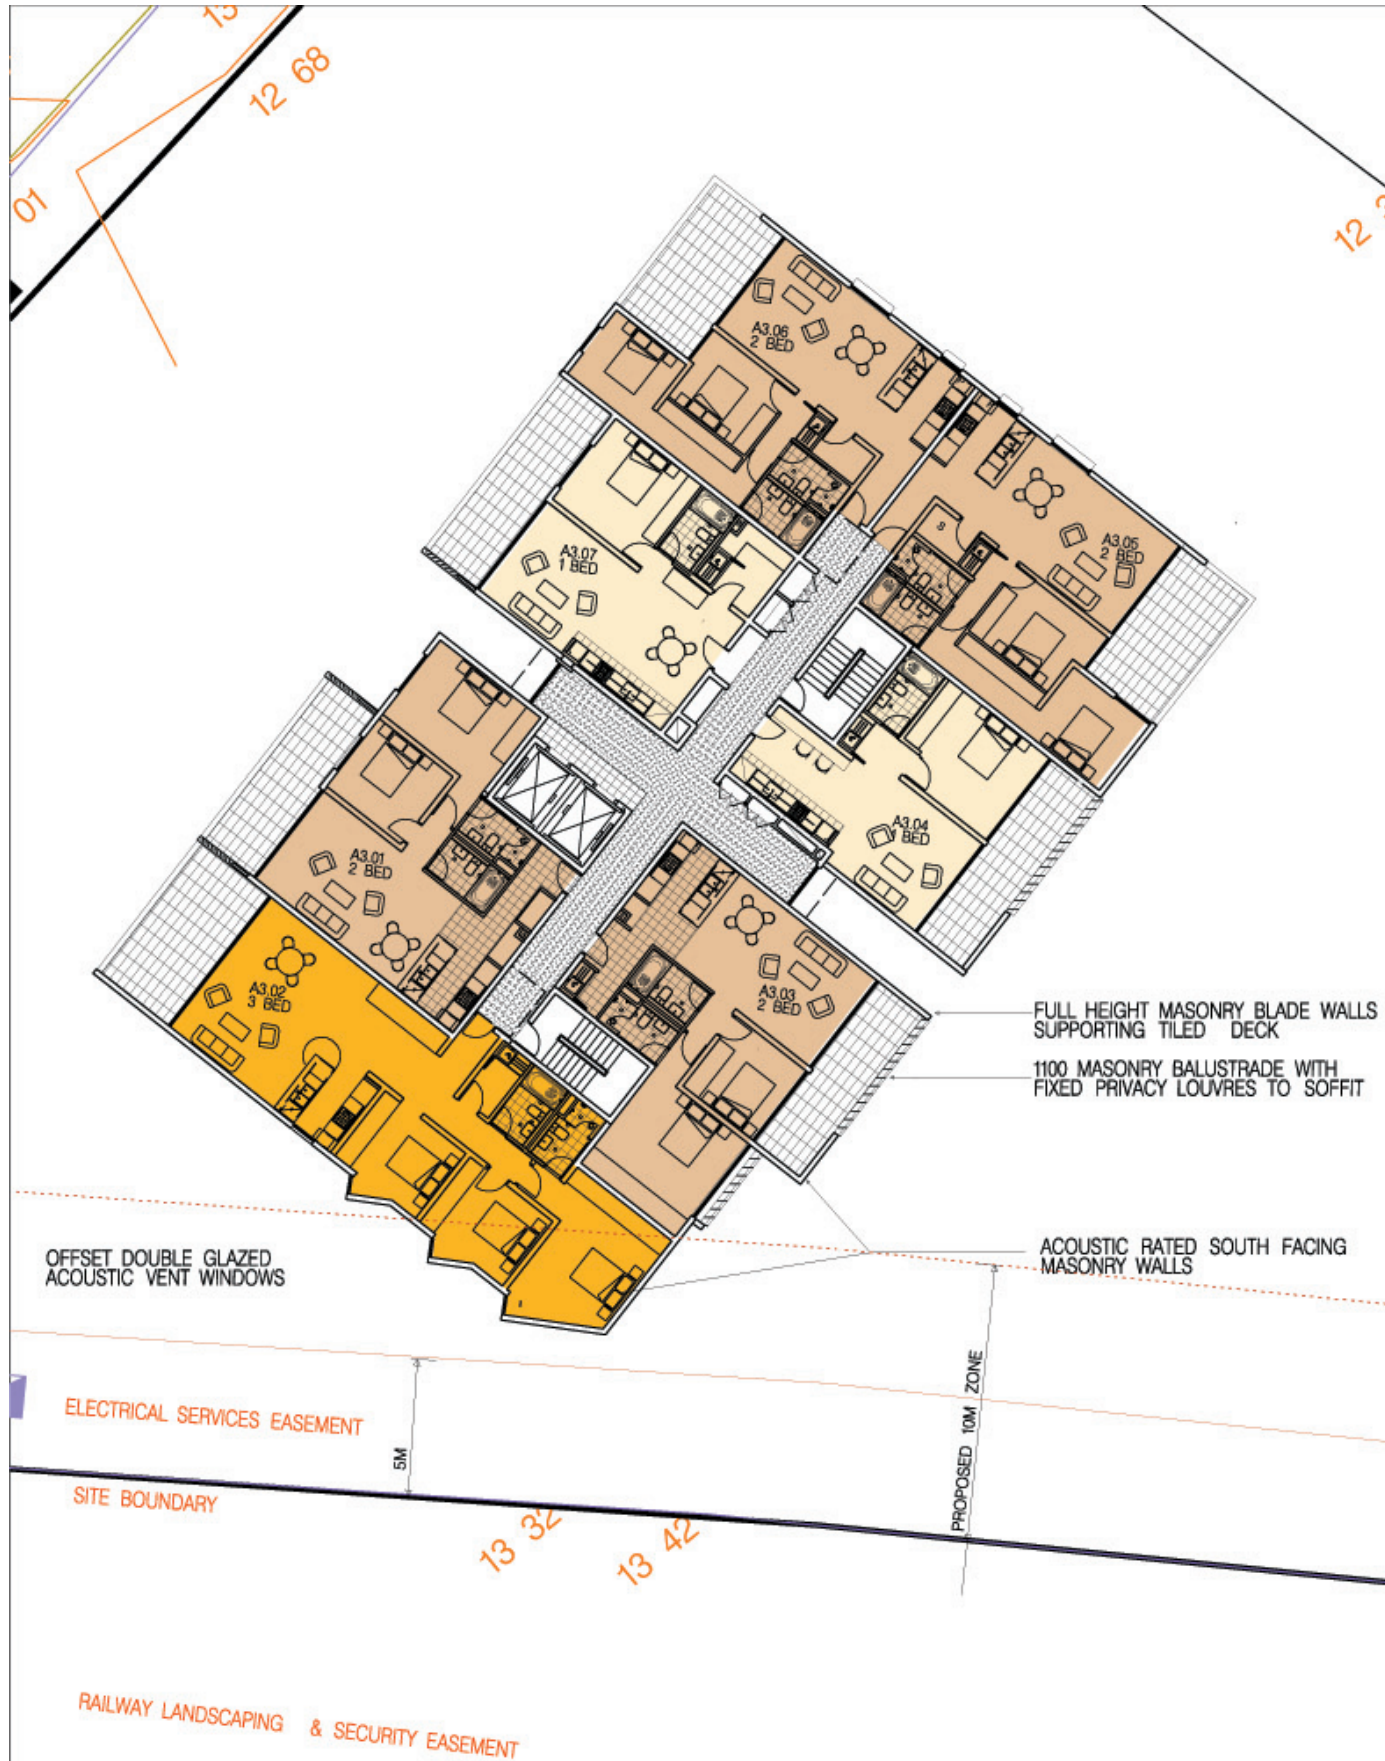 12 68
01
A3.06
2 BED
A3.05
2 BED
A3.07
1 BED
A3.04
1 BED
A3.01
2 BED
A3.03
2 BED
A3.02
3 BED
FULL HEIGHT MASONRY BLADE WALLS
SUPPORTING TILED DECK
1100 MASONRY BALUSTRADE WITH
FIXED PRIVACY LOUVRES TO SOFFIT
ACOUSTIC RATED SOUTH FACING
MASONRY WALLS
OFFSET DOUBLE GLAZED
ACOUSTIC VENT WINDOWS
ELECTRICAL SERVICES EASEMENT
5M
PROPOSED 10M ZONE
SITE BOUNDARY
13 32
13 42
RAILWAY LANDSCAPING & SECURITY EASEMENT